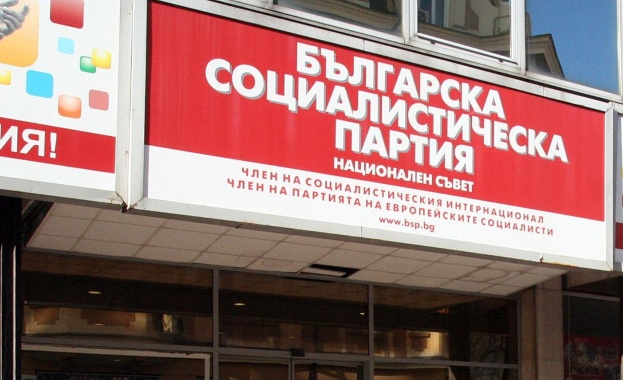 ИЯ!
БЪЛГАРСКА
СОЦИАЛИСТИЧЕСКА
ПАРТИЯ
НАЦИОНАЛЕН СЪВЕТ
ЧЛЕН НА СОЦИАЛИСТИЧЕСКИЯ ИНТЕРНАЦИОНАЛ
ЧЛЕН НА ПАРТИЯТА НА ЕВРОПЕЙСКИТЕ СОЦИАЛИСТИ
www.bsp.bg